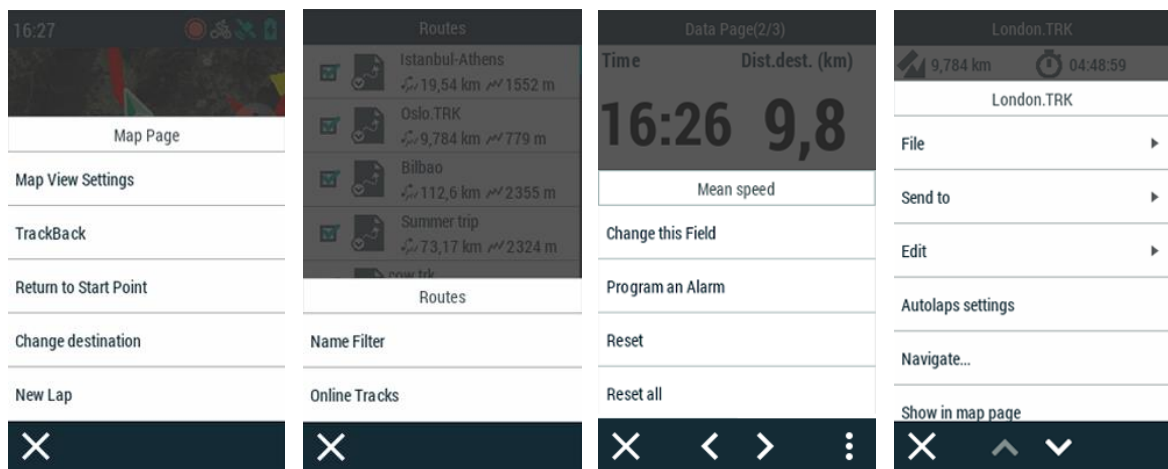 16:27
Map Page
Map View Settings
TrackBack
Return to Start Point
Change destination
New Lap
Routes
Istanbul-Athens
19,54 km 1552 m
Oslo.TRK
9,784 km 779 m
Bilbao
112,6 km 2355 m
Summer trip
73,17 km 2324 m
cow.trk
Routes
Name Filter
Online Tracks
Data Page(2/3)
Time Dist.dest. (km)
16:26 9,8
Mean speed
Change this Field
Program an Alarm
Reset
Reset all
London.TRK
9,784 km 04:48:59
London.TRK
File
Send to
Edit
Autolaps settings
Navigate...
Show in map page